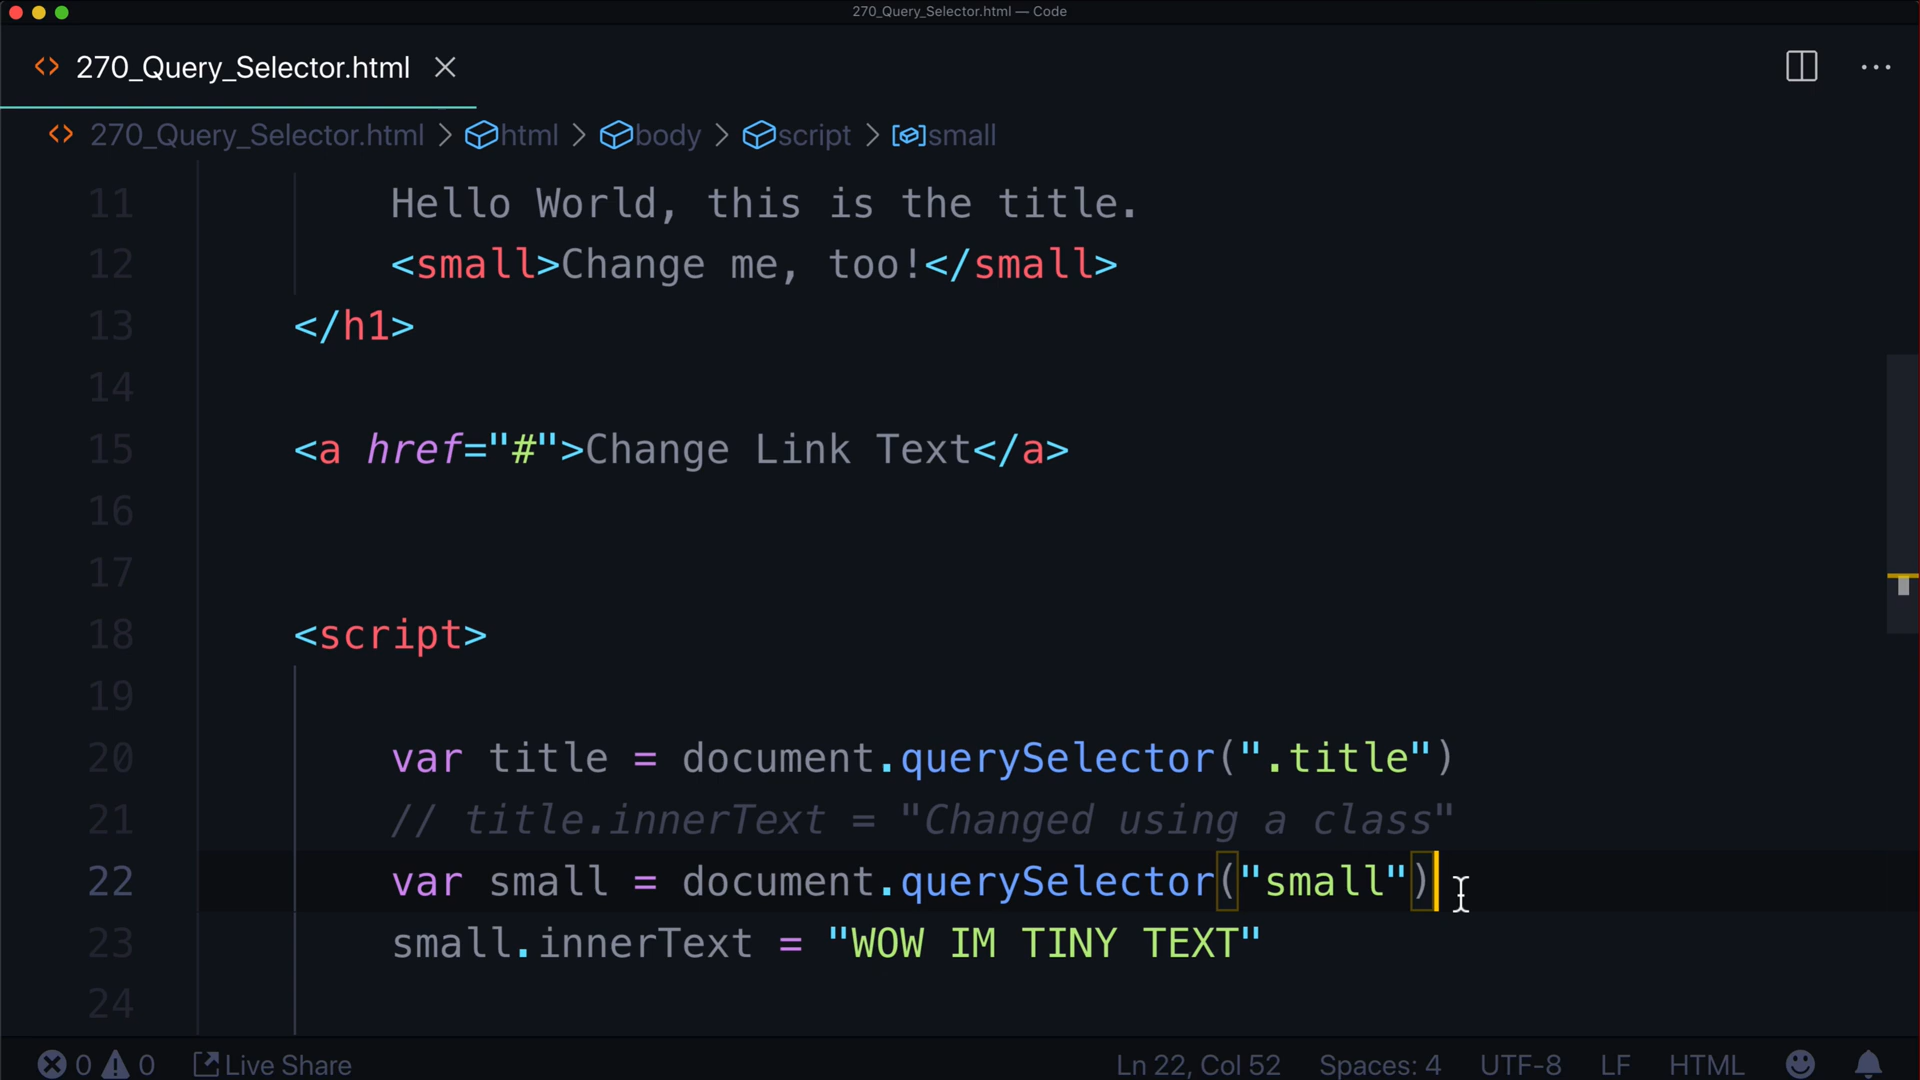 270_Query_Selector.html — Code
270_Query_Selector.html
270_Query_Selector.html > html > body > script > small
11 Hello World, this is the title.
12 <small>Change me, too!</small>
13 </h1>
14
15 <a href="#">Change Link Text</a>
16
17
18 <script>
19
20 var title = document.querySelector(".title")
21 // title.innerText = "Changed using a class"
22 var small = document.querySelector("small")
23 small.innerText = "WOW IM TINY TEXT"
24
0 0 Live Share Ln 22, Col 52 Spaces: 4 UTF-8 LF HTML